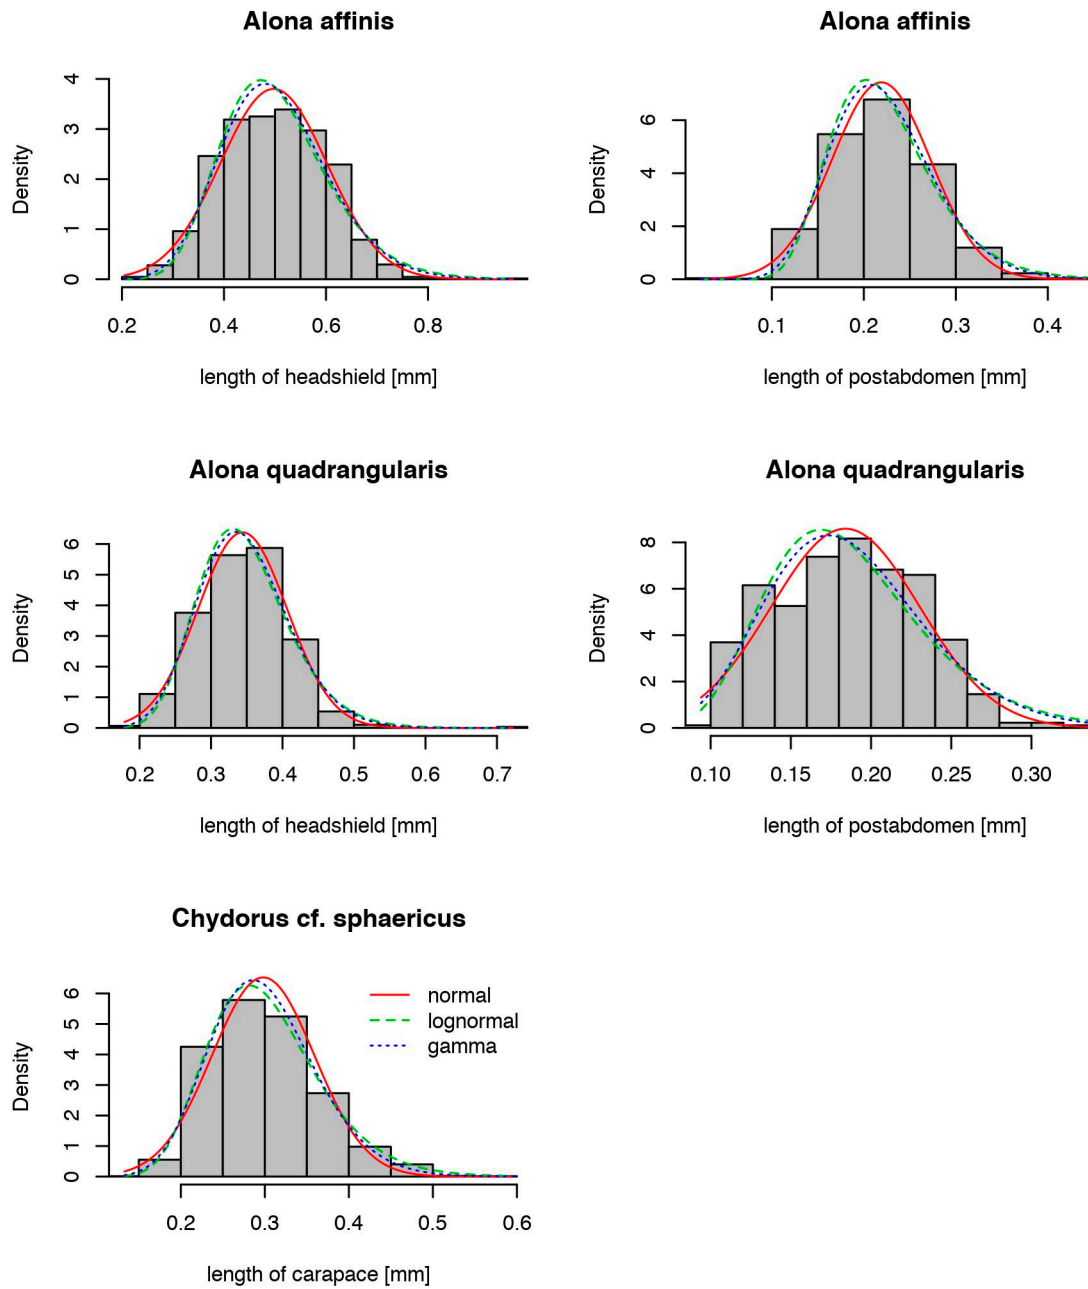 Alona affinis
Density
0
1
2
3
4
0.2 0.4 0.6 0.8
length of headshield [mm]
Alona affinis
Density
0
2
4
6
0.1 0.2 0.3 0.4
length of postabdomen [mm]
Alona quadrangularis
Density
0
1
2
3
4
5
6
0.2 0.3 0.4 0.5 0.6 0.7
length of headshield [mm]
Alona quadrangularis
Density
0
2
4
6
8
0.10 0.15 0.20 0.25 0.30
length of postabdomen [mm]
Chydorus cf. sphaericus
Density
0
1
2
3
4
5
6
normal
lognormal
gamma
0.2 0.3 0.4 0.5 0.6
length of carapace [mm]